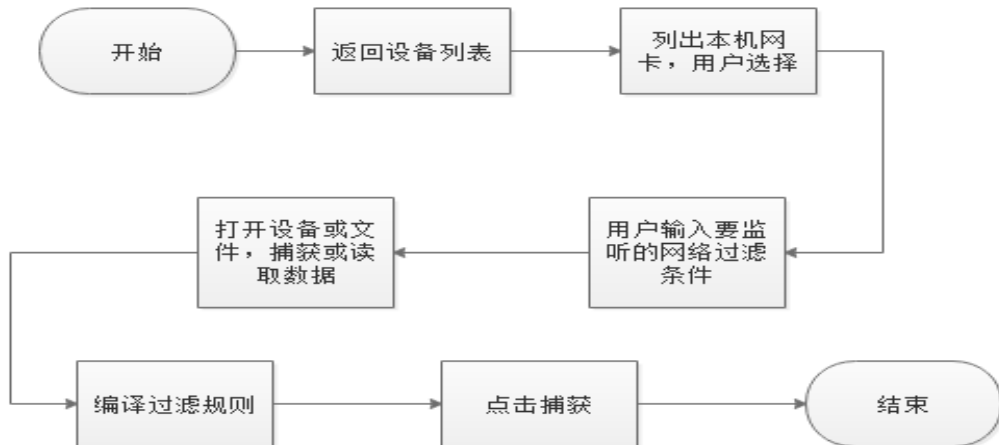 开始
返回设备列表
列出本机网
卡，用户选择
用户输入要监
听的网络过滤
条件
打开设备或文
件，捕获或读
取数据
编译过滤规则
点击捕获
结束